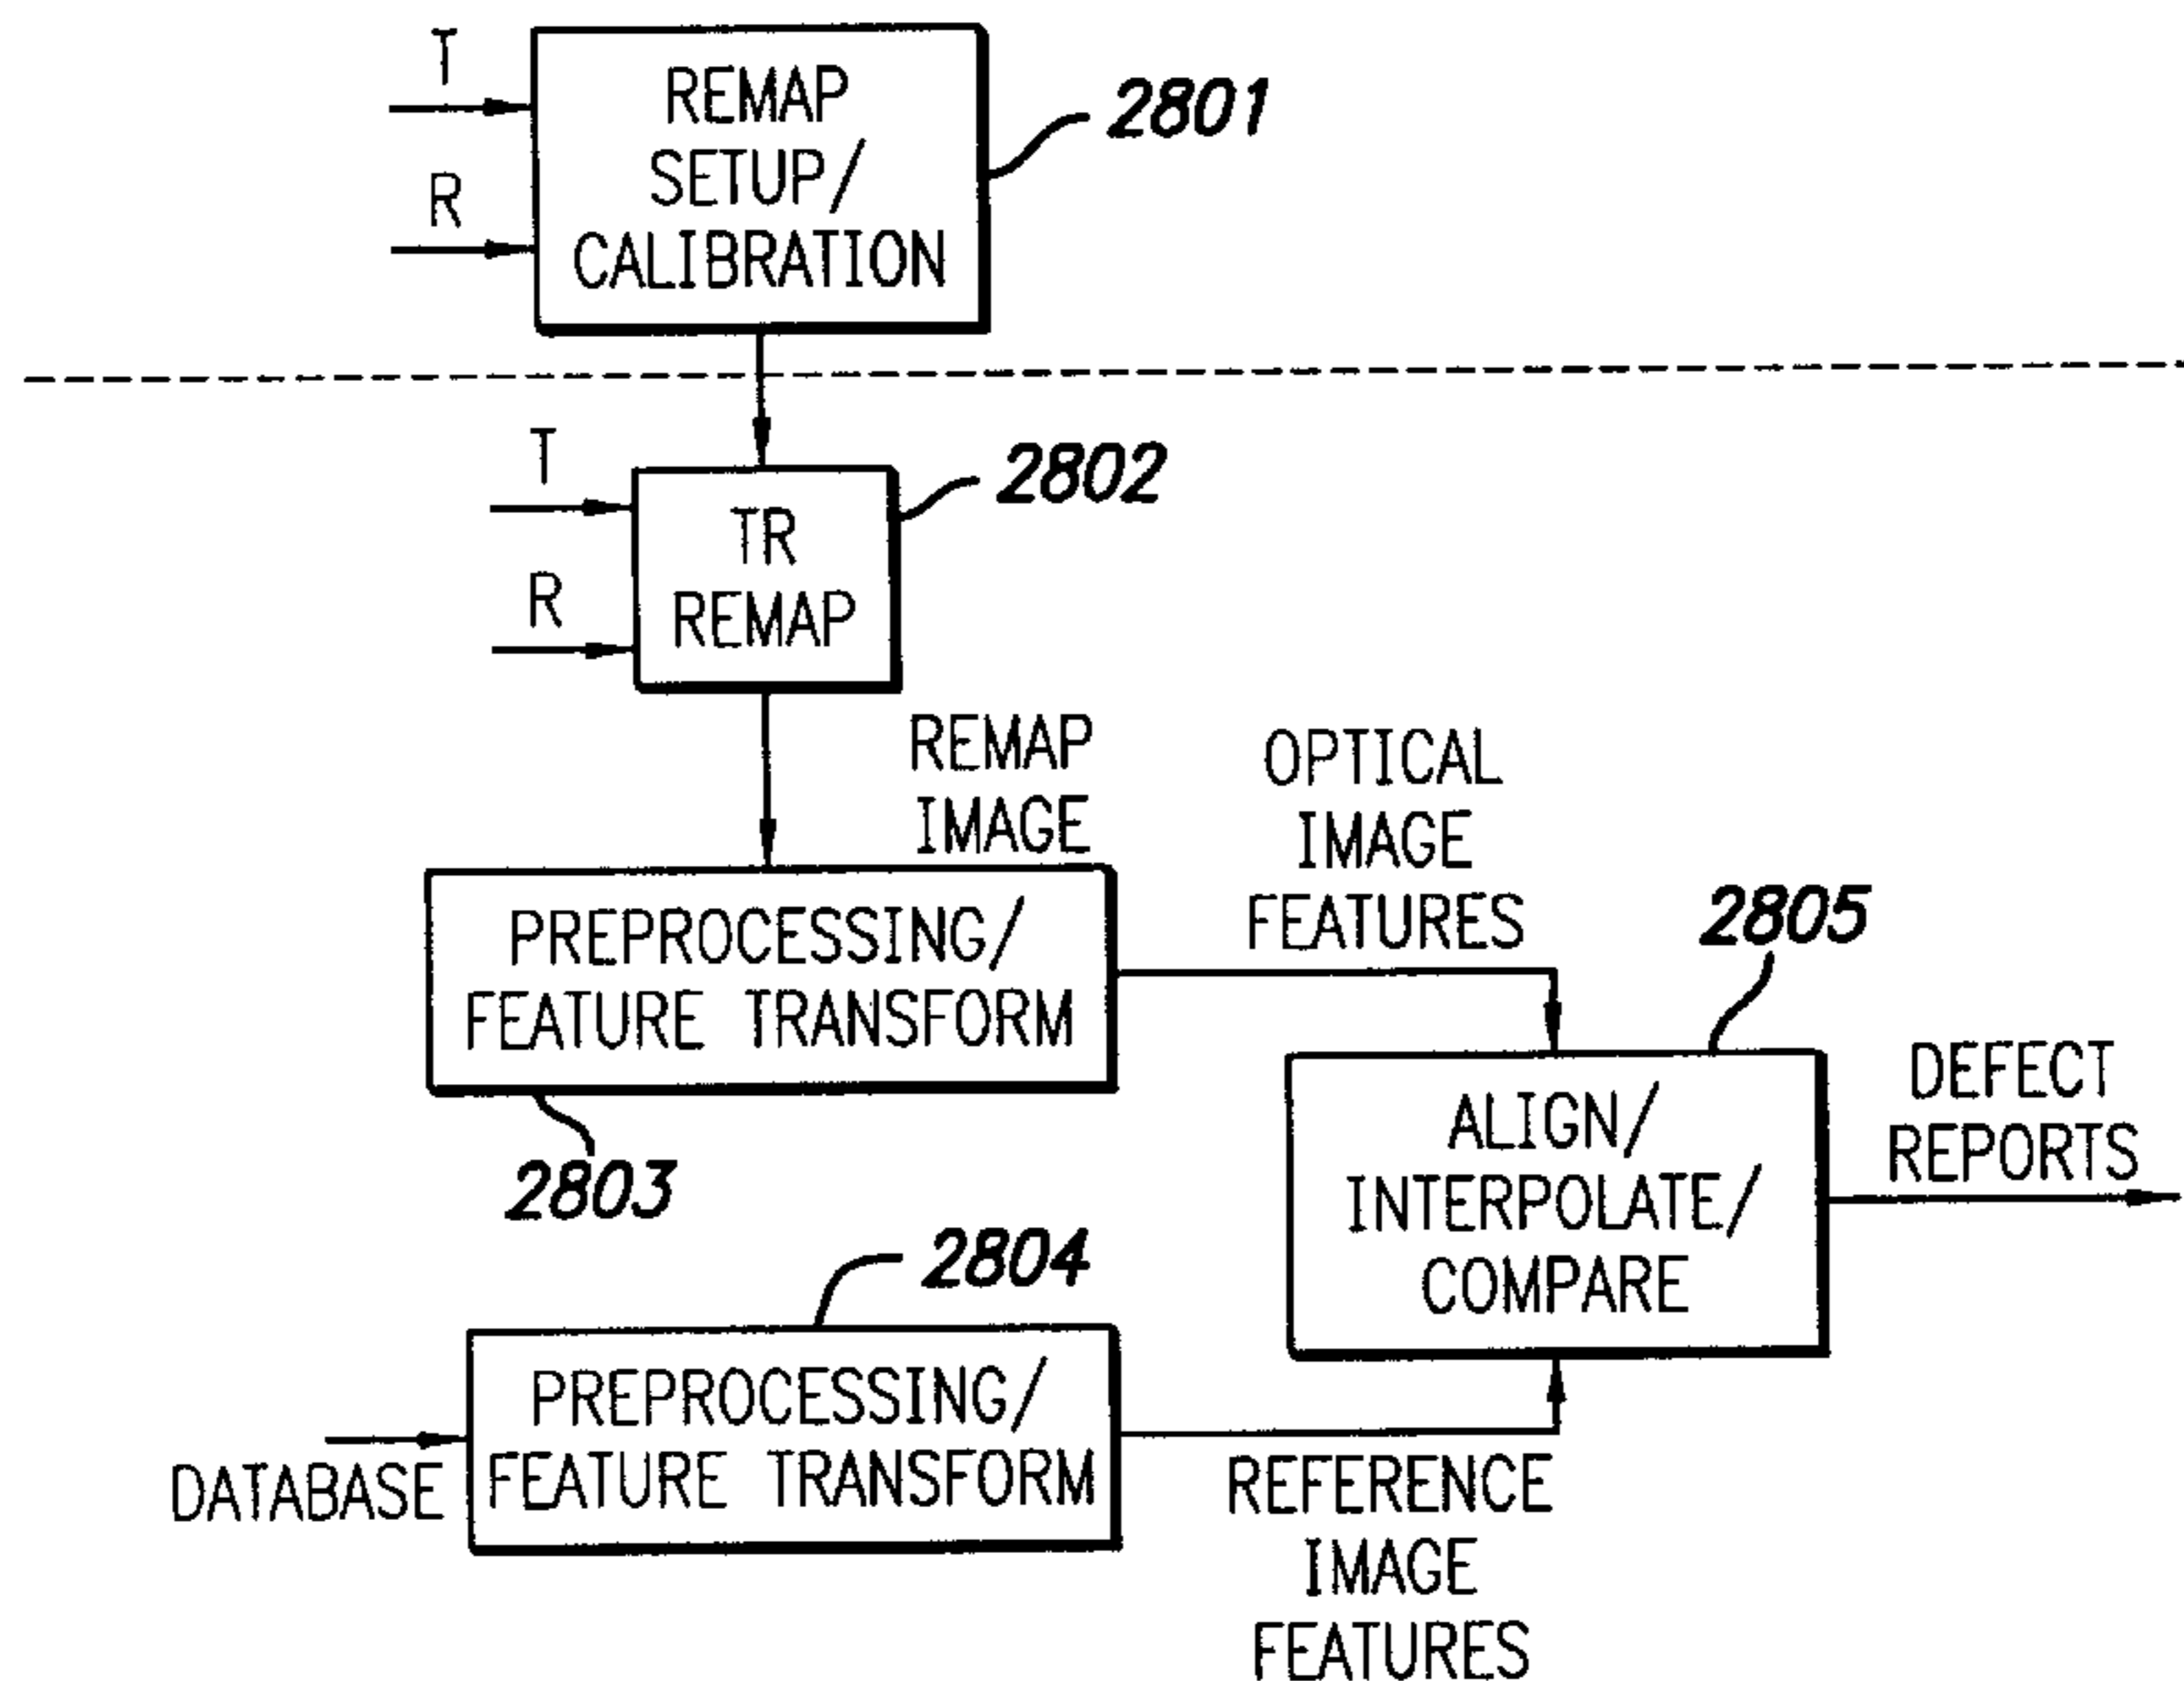 T
R
REMAP
SETUP/
CALIBRATION
2801
T
R
TR
REMAP
2802
REMAP
IMAGE
OPTICAL
IMAGE
FEATURES
PREPROCESSING/
FEATURE TRANSFORM
2803
2805
ALIGN/
INTERPOLATE/
COMPARE
DEFECT
REPORTS
2804
DATABASE
PREPROCESSING/
FEATURE TRANSFORM
REFERENCE
IMAGE
FEATURES